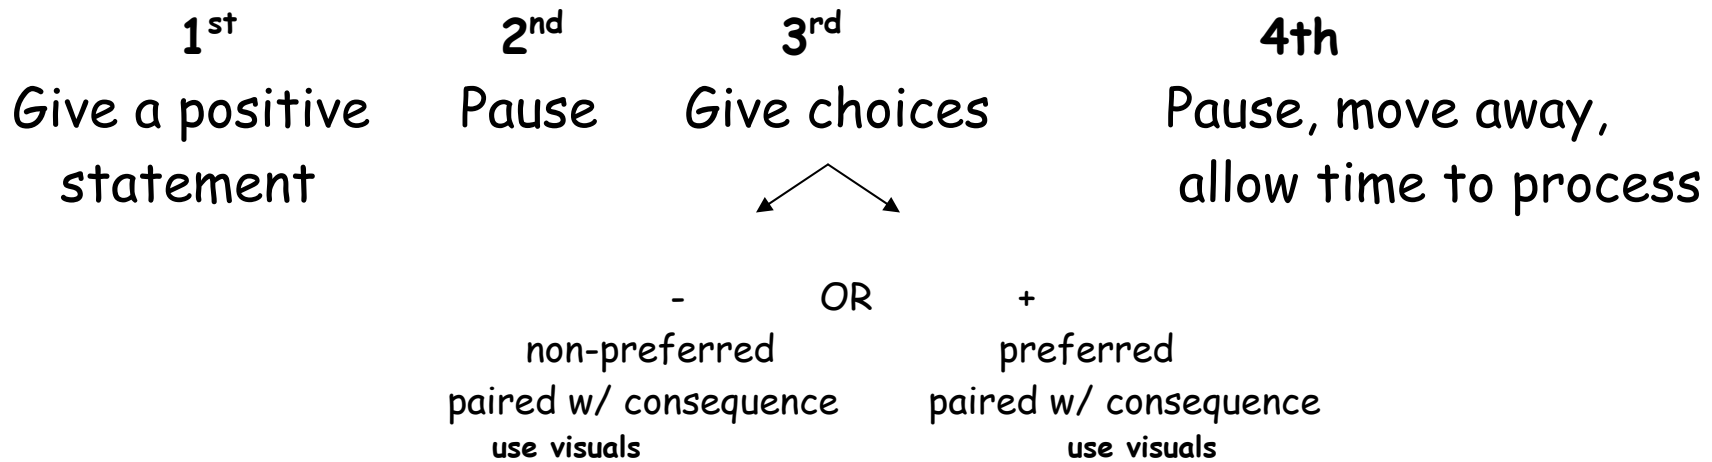 1st 2nd 3rd 4th
Give a positive Pause Give choices Pause, move away,
statement allow time to process
- OR +
non-preferred preferred
paired w/ consequence paired w/ consequence
use visuals use visuals